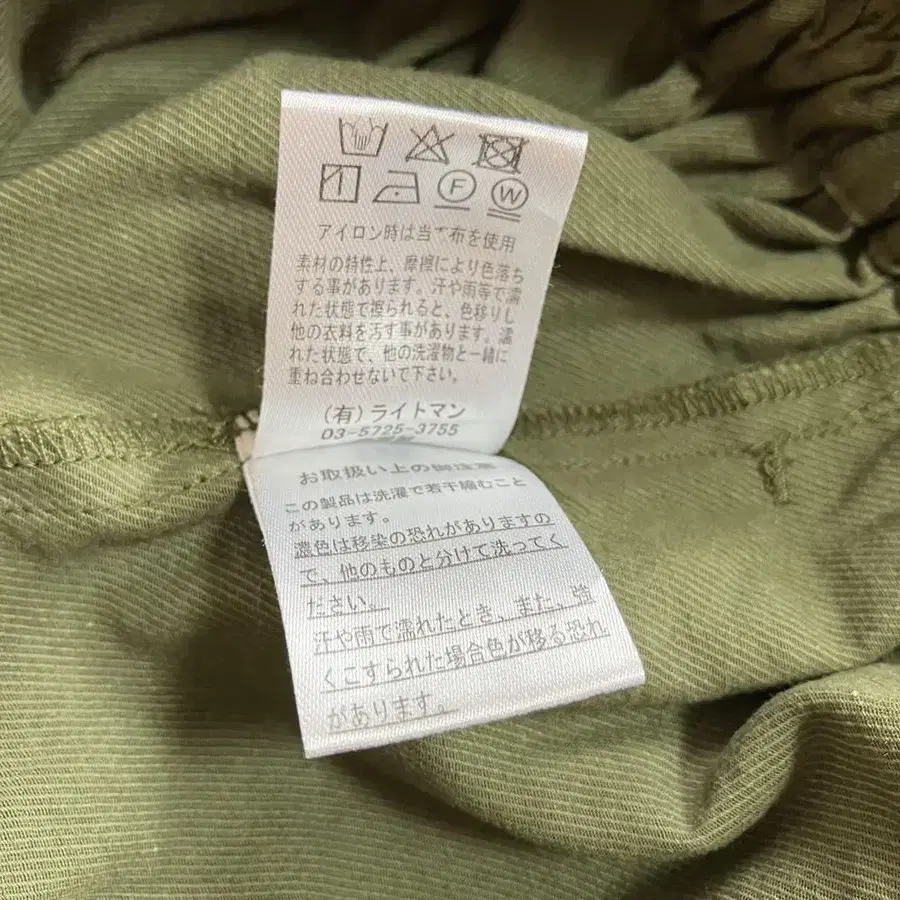 F W
アイロン時は当て布を使用
素材の特性上、摩擦により色落ち
する事があります。汗や雨等で濡
れた状態で擦られると、色移りし
他の衣料を汚す事があります。濡
れた状態で、他の洗濯物と一緒に
重ね合わせないで下さい。
(有)ライトマン
03-5725-3755
お取扱い上の御注意
この製品は洗濯で若干縮むこと
があります。
濃色は移染の恐れがありますの
で、他のものと分けて洗ってく
ださい。
汗や雨で濡れたとき、また、強
くこすられた場合色が移る恐れ
があります。